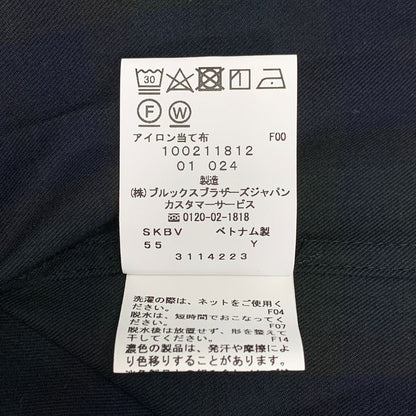 30
F W
アイロン当て布 F00
100211812
01 024
製造
(株)ブルックスブラザーズジャパン
カスタマーサービス
0120-02-1818
SKBV ベトナム製
55 Y
3114223
洗濯の際は、ネットをご使用
ください。 F04
脱水は、短時間でおこなってく
ださい。 F07
脱水後は放置せず、形を整えて
干してください。 F14
濃色の製品は、発汗や摩擦によ
り色移りすることがあります。